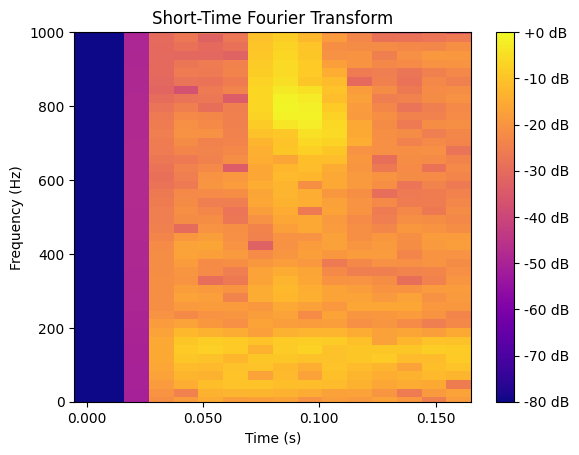 Short-Time Fourier Transform
1000
800
600
400
200
0
Frequency (Hz)
0.000
0.050
0.100
0.150
Time (s)
+0 dB
-10 dB
-20 dB
-30 dB
-40 dB
-50 dB
-60 dB
-70 dB
-80 dB